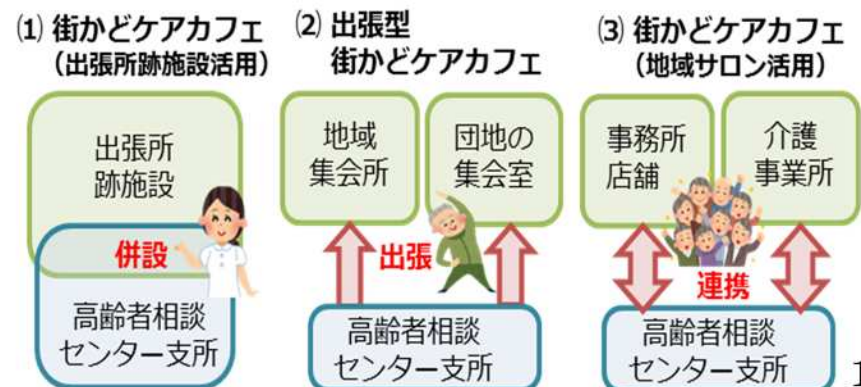 ⑴ 街かどケアカフェ
（出張所跡施設活用）
出張所
跡施設
併設
高齢者相談
センター支所
⑵ 出張型
街かどケアカフェ
地域
集会所
団地の
集会室
出張
高齢者相談
センター支所
⑶ 街かどケアカフェ
（地域サロン活用）
事務所
店舗
介護
事業所
連携
高齢者相談
センター支所